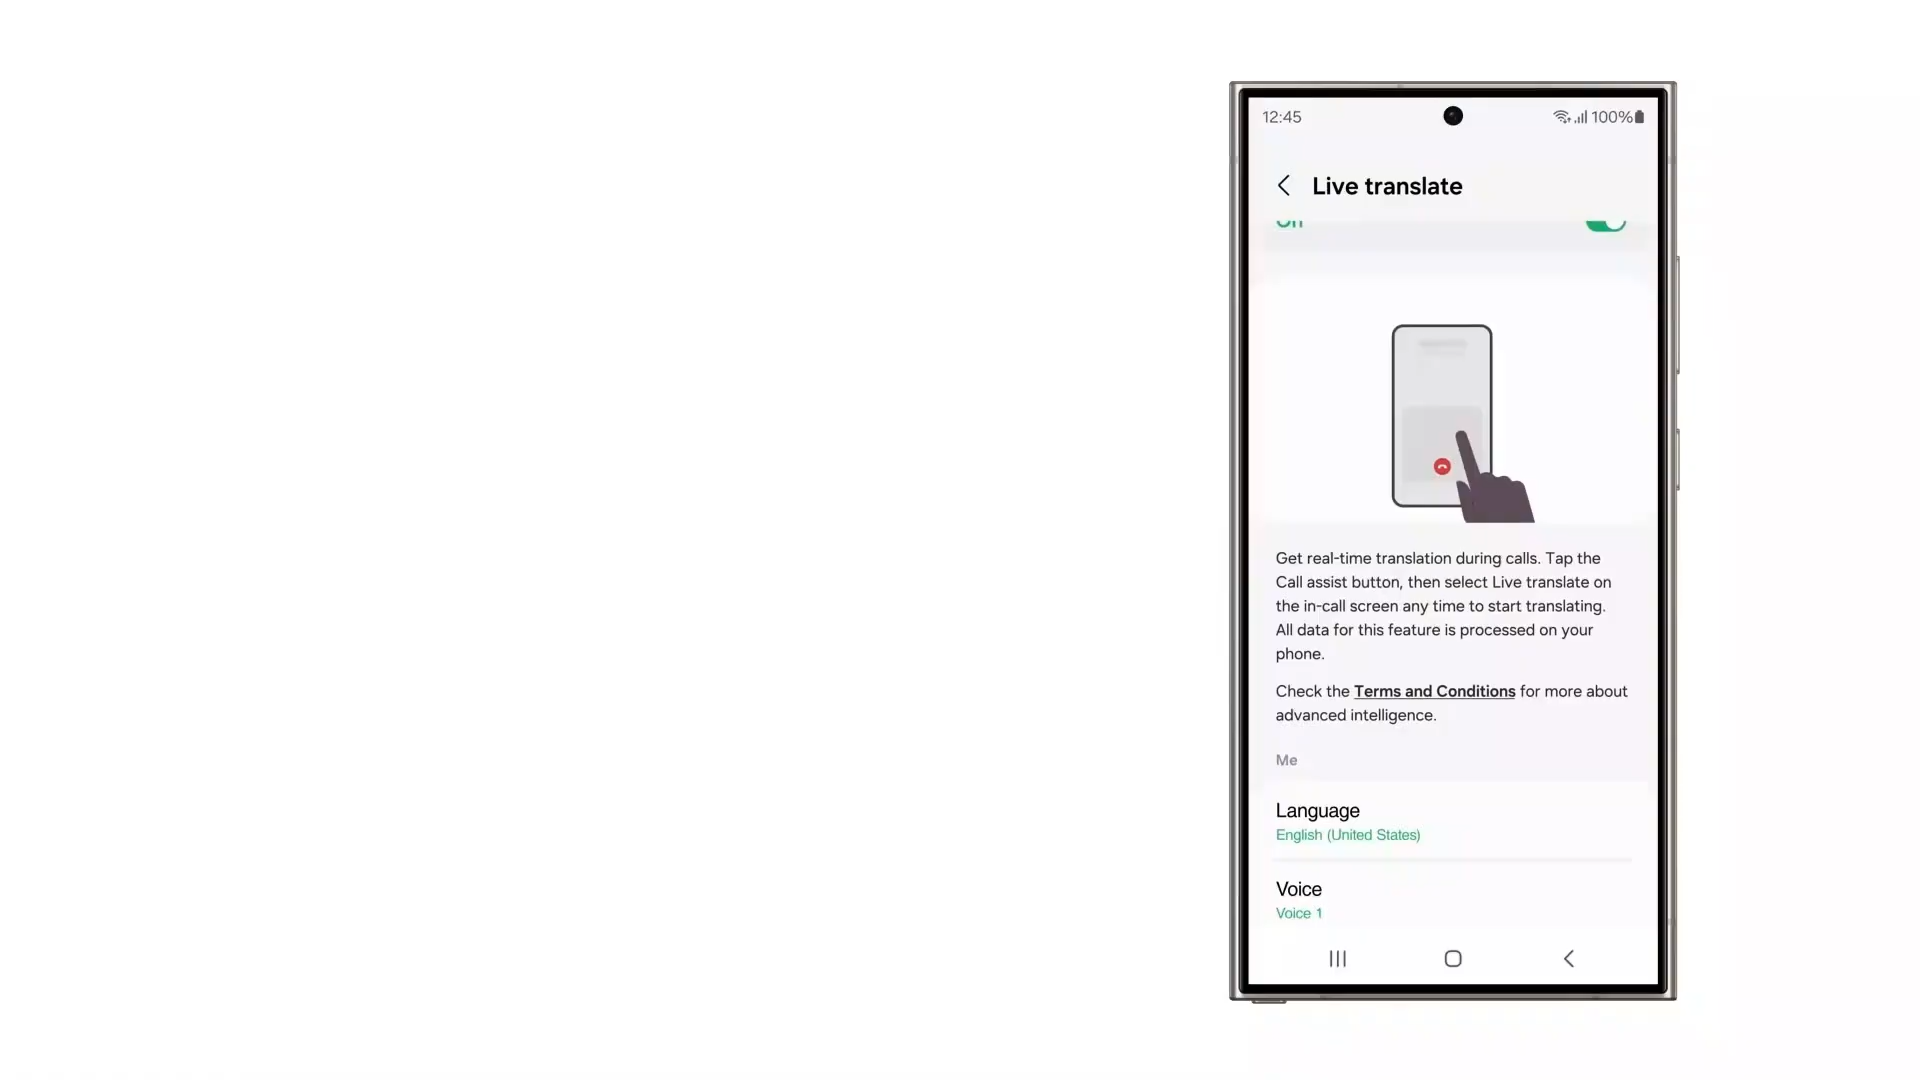 12:45
100%
Live translate
On
Get real-time translation during calls. Tap the
Call assist button, then select Live translate on
the in-call screen any time to start translating.
All data for this feature is processed on your
phone.
Check the Terms and Conditions for more about
advanced intelligence.
Me
Language
English (United States)
Voice
Voice 1